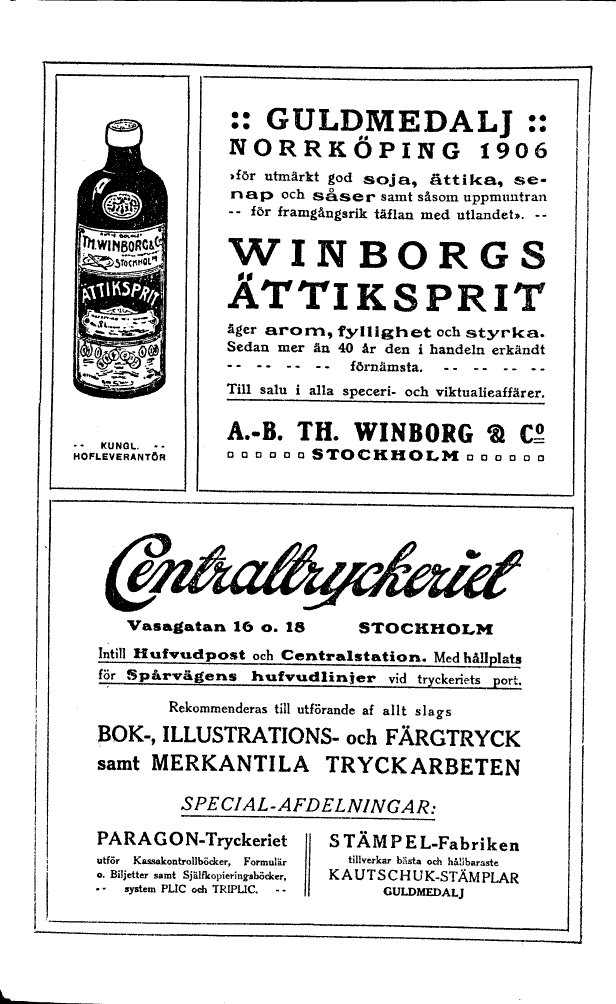 TH. WINBORG & Co
STOCKHOLM
ÄTTIKSPRIT
-- KUNGL. --
HOFLEVERANTÖR
:: GULDMEDALJ ::
NORRKÖPING 1906
»för utmärkt god soja, ättika, se-
nap och såser samt såsom uppmuntran
-- för framgångsrik täflan med utlandet». --
WINBORGS
ÄTTIKSPRIT
äger arom, fyllighet och styrka.
Sedan mer än 40 år den i handeln erkändt
-- -- -- -- förnämsta. -- -- -- --
Till salu i alla speceri- och viktualieaffärer.
A.-B. TH. WINBORG & Co
STOCKHOLM
Centraltryckeriet
Vasagatan 16 o. 18 STOCKHOLM
Intill Hufvudpost och Centralstation. Med hållplats
för Spårvägens hufvudlinjer vid tryckeriets port.
Rekommenderas till utförande af allt slags
BOK-, ILLUSTRATIONS- och FÄRGTRYCK
samt MERKANTILA TRYCKARBETEN
SPECIAL-AFDELNINGAR:
PARAGON-Tryckeriet
utför Kassakontrollböcker, Formulär
o. Biljetter samt Själfkopieringsböcker,
-- system PLIC och TRIPLIC. --
STÄMPEL-Fabriken
tillverkar bästa och hållbaraste
KAUTSCHUK-STÄMPLAR
GULDMEDALJ